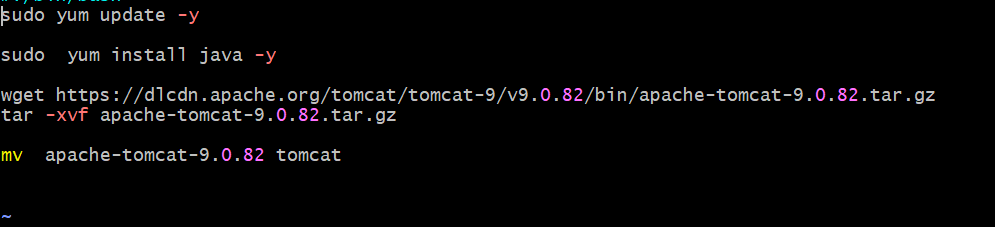 sudo yum update -y
sudo  yum install java -y
wget https://dlcdn.apache.org/tomcat/tomcat-9/v9.0.82/bin/apache-tomcat-9.0.82.tar.gz
tar -xvf apache-tomcat-9.0.82.tar.gz
mv  apache-tomcat-9.0.82 tomcat
~